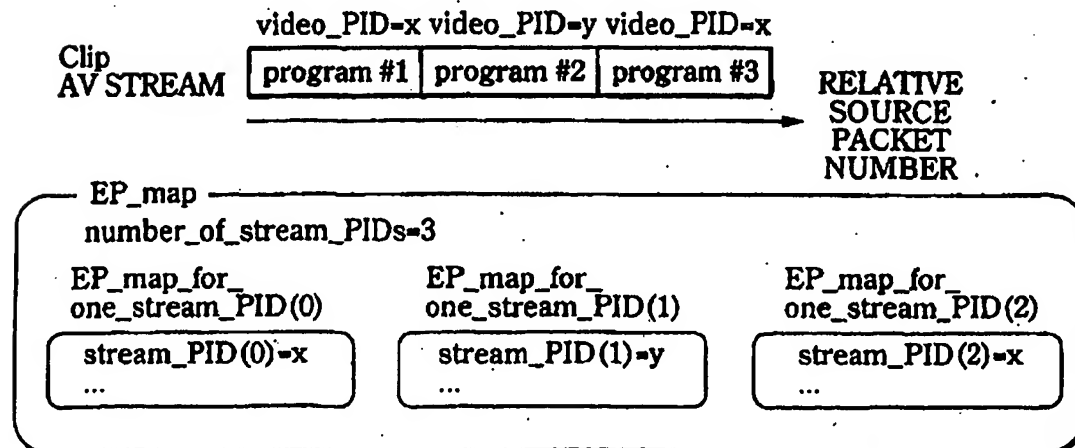 video_PID=x video_PID=y video_PID=x
Clip
AV STREAM
program #1 program #2 program #3
RELATIVE
SOURCE
PACKET
NUMBER
EP_map
number_of_stream_PIDs=3
EP_map_for_
one_stream_PID(0)
EP_map_for_
one_stream_PID(1)
EP_map_for_
one_stream_PID(2)
stream_PID(0)=x
...
stream_PID(1)=y
...
stream_PID(2)=x
...